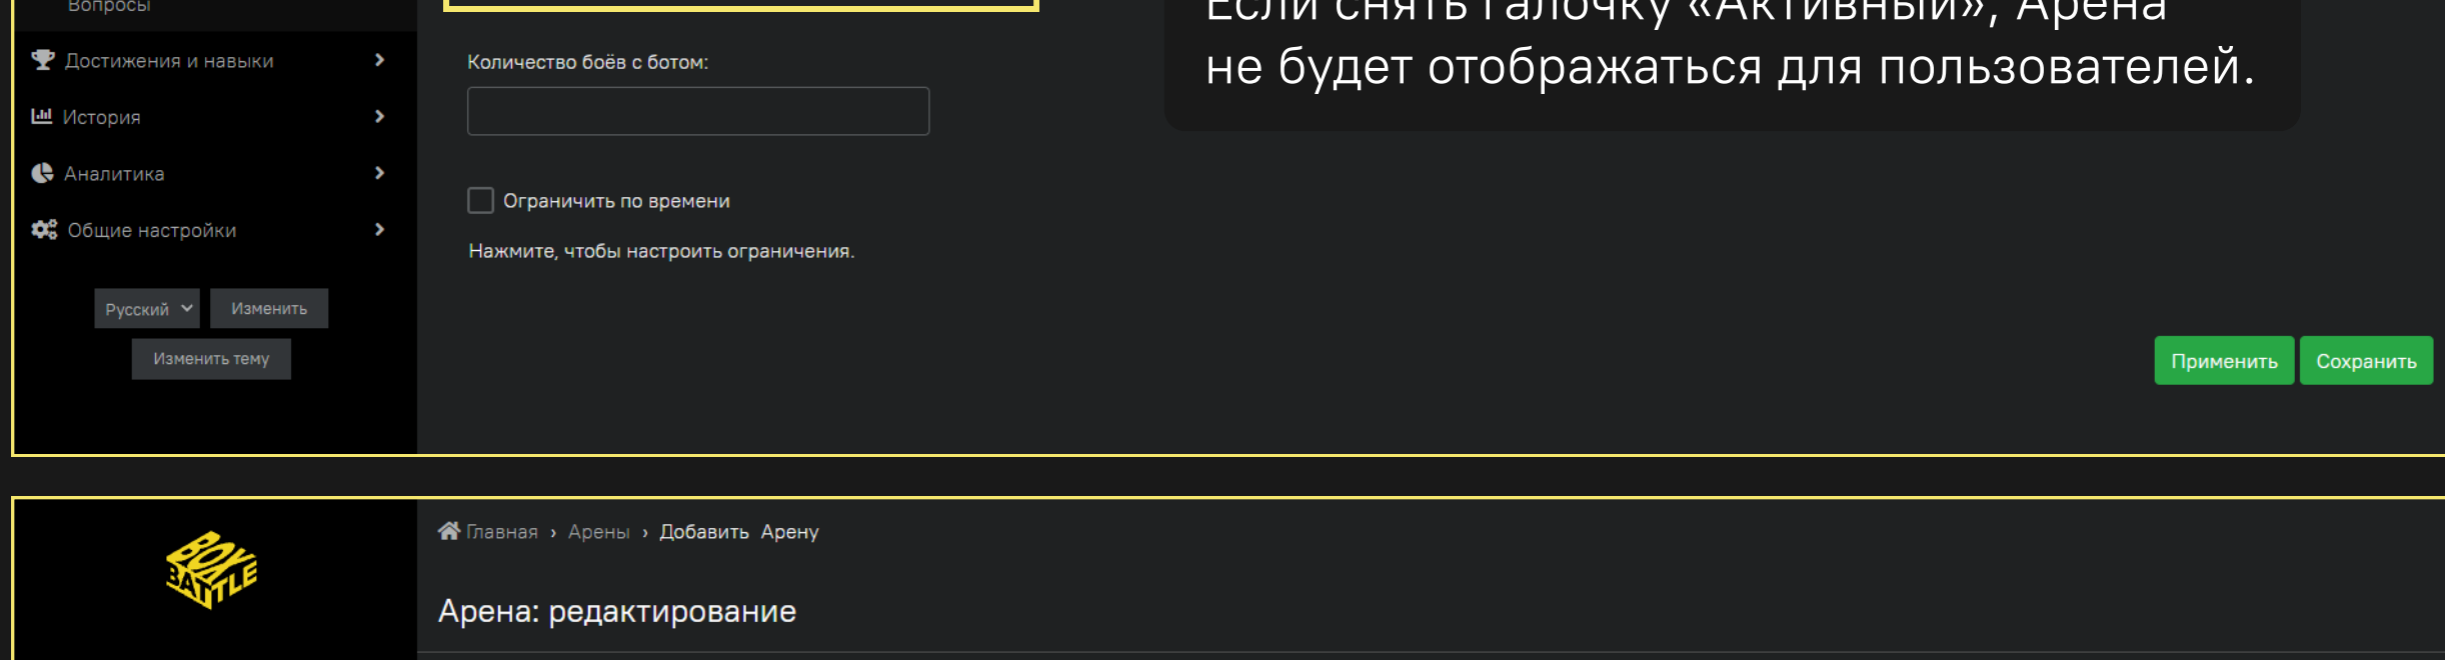 Вопросы
Если снять галочку «Активный», Арена
не будет отображаться для пользователей.
Достижения и навыки
История
Аналитика
Общие настройки
Русский
Изменить
Изменить тему
Количество боёв с ботом:
Ограничить по времени
Нажмите, чтобы настроить ограничения.
Применить
Сохранить
BOX
BATTLE
Главная › Арены › Добавить Арену
Арена: редактирование